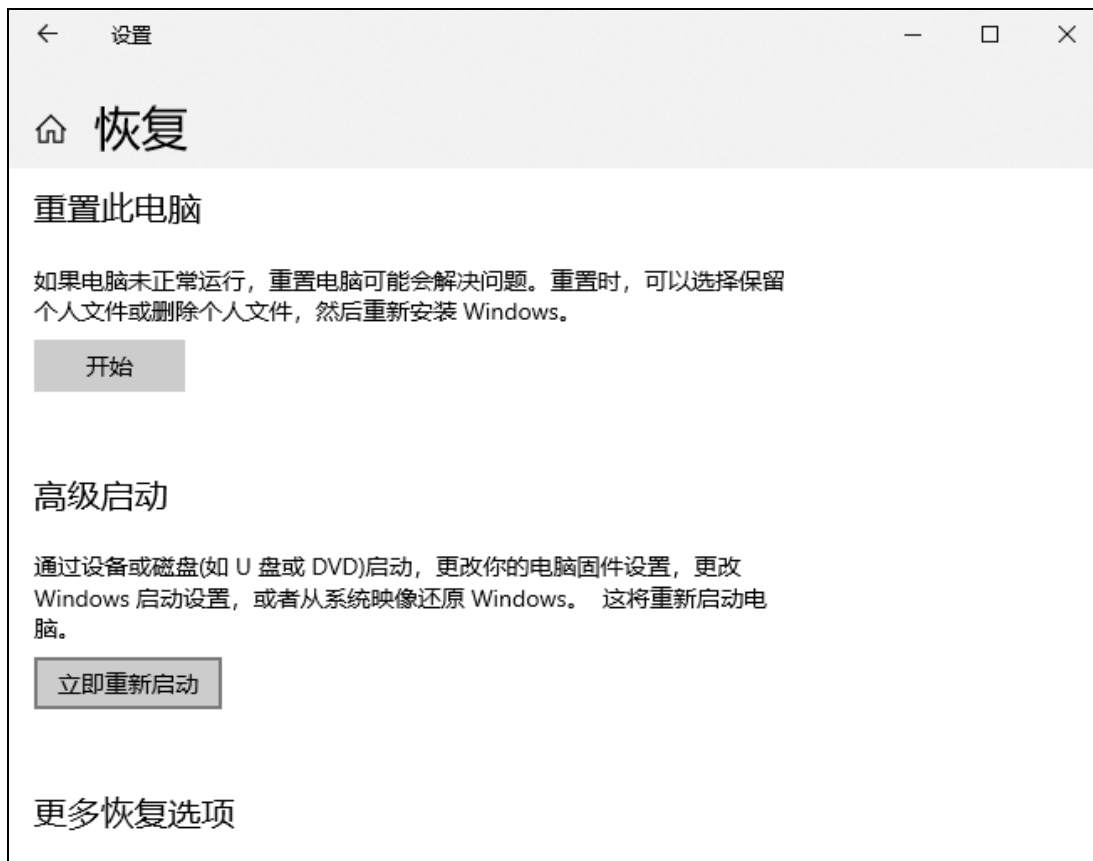 设置
恢复
重置此电脑
如果电脑未正常运行，重置电脑可能会解决问题。重置时，可以选择保留
个人文件或删除个人文件，然后重新安装 Windows。
开始
高级启动
通过设备或磁盘(如 U 盘或 DVD)启动，更改你的电脑固件设置，更改
Windows 启动设置，或者从系统映像还原 Windows。 这将重新启动电
脑。
立即重新启动
更多恢复选项